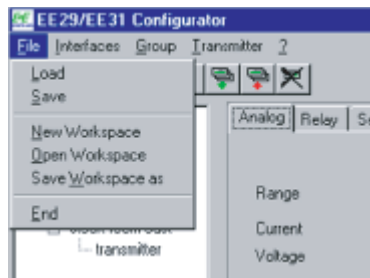 EE29/EE31 Configurator
File Interfaces Group Transmitter ?
Load
Save
Analog Relay
New Workspace
Open Workspace
Save Workspace as
Range
End
Current
transmitter
Voltage